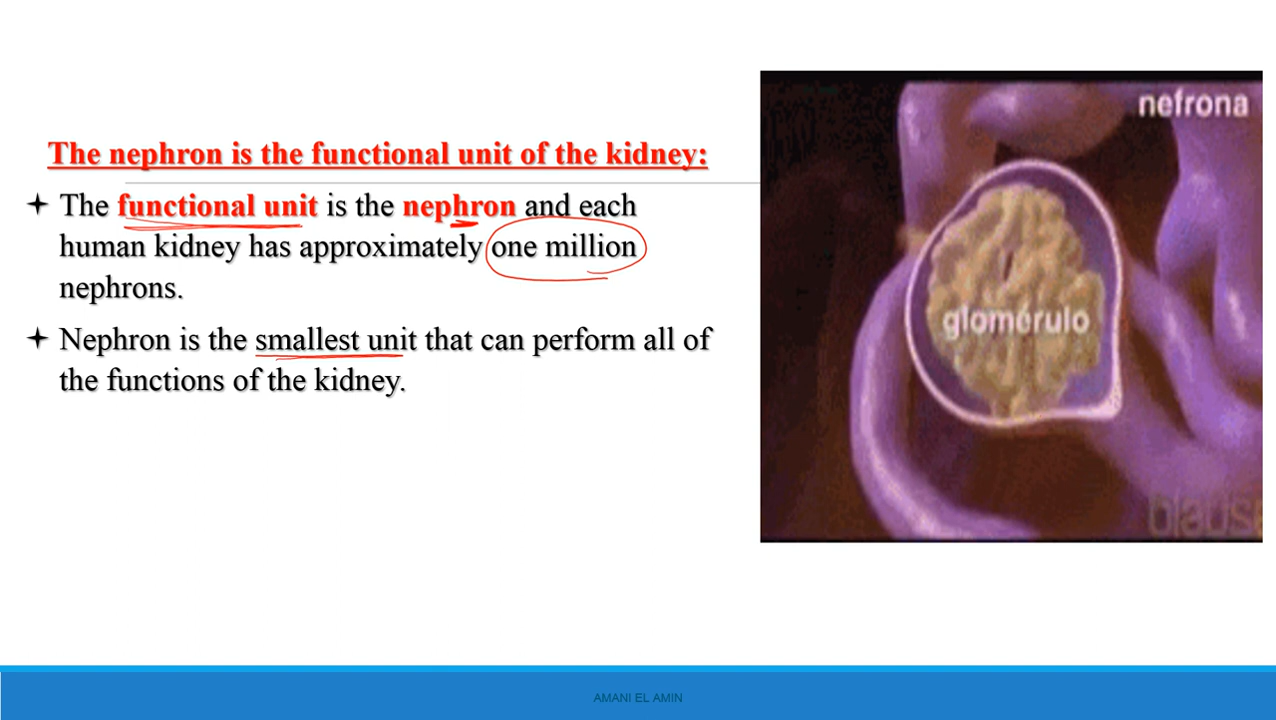 The nephron is the functional unit of the kidney:
The functional unit is the nephron and each
human kidney has approximately one million
nephrons.
Nephron is the smallest unit that can perform all of
the functions of the kidney.
nefrona
glomérulo
blaus
AMANI EL AMIN